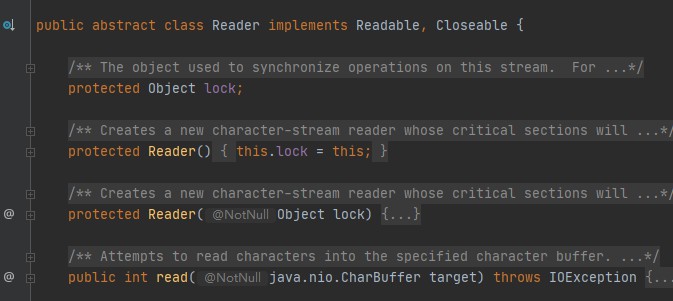 public abstract class Reader implements Readable, Closeable {
/** The object used to synchronize operations on this stream.  For ...*/
protected Object lock;
/** Creates a new character-stream reader whose critical sections will ...*/
protected Reader() { this.lock = this; }
/** Creates a new character-stream reader whose critical sections will ...*/
@ protected Reader( @NotNull Object lock) {...}
/** Attempts to read characters into the specified character buffer. ...*/
@ public int read( @NotNull java.nio.CharBuffer target) throws IOException {...